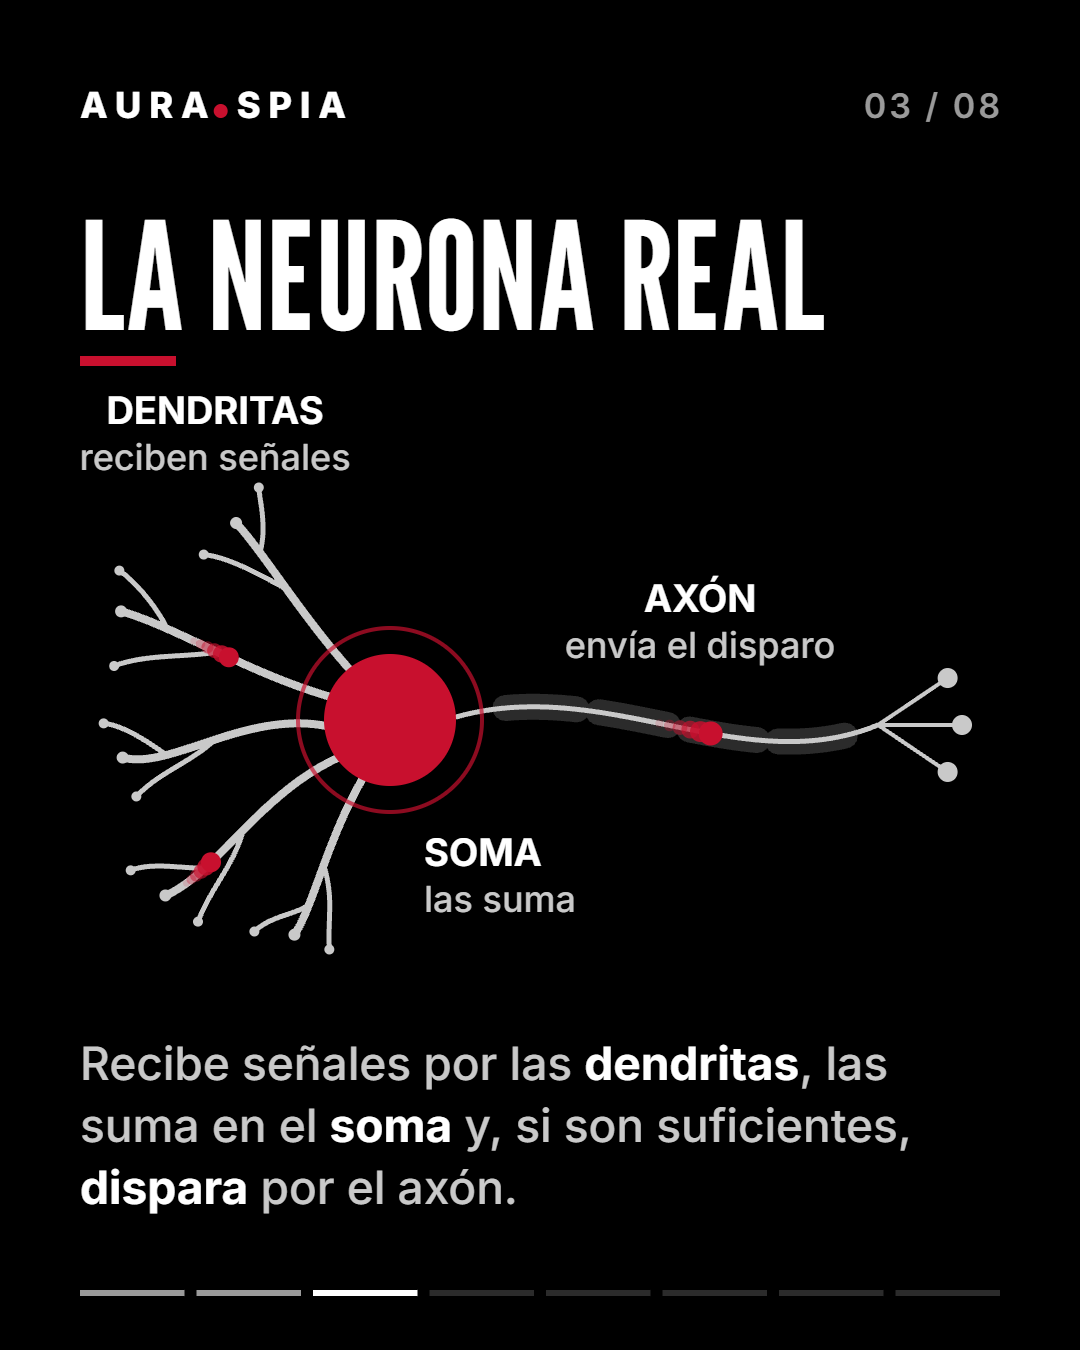 AURA.SPIA
03 / 08
LA NEURONA REAL
DENDRITAS
reciben señales
AXÓN
envía el disparo
SOMA
las suma
Recibe señales por las dendritas, las
suma en el soma y, si son suficientes,
dispara por el axón.